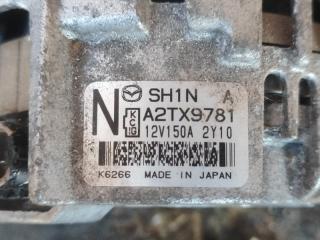 N SH1N A
A2TX9781
12V150A 2Y10
K6266 MADE IN JAPAN